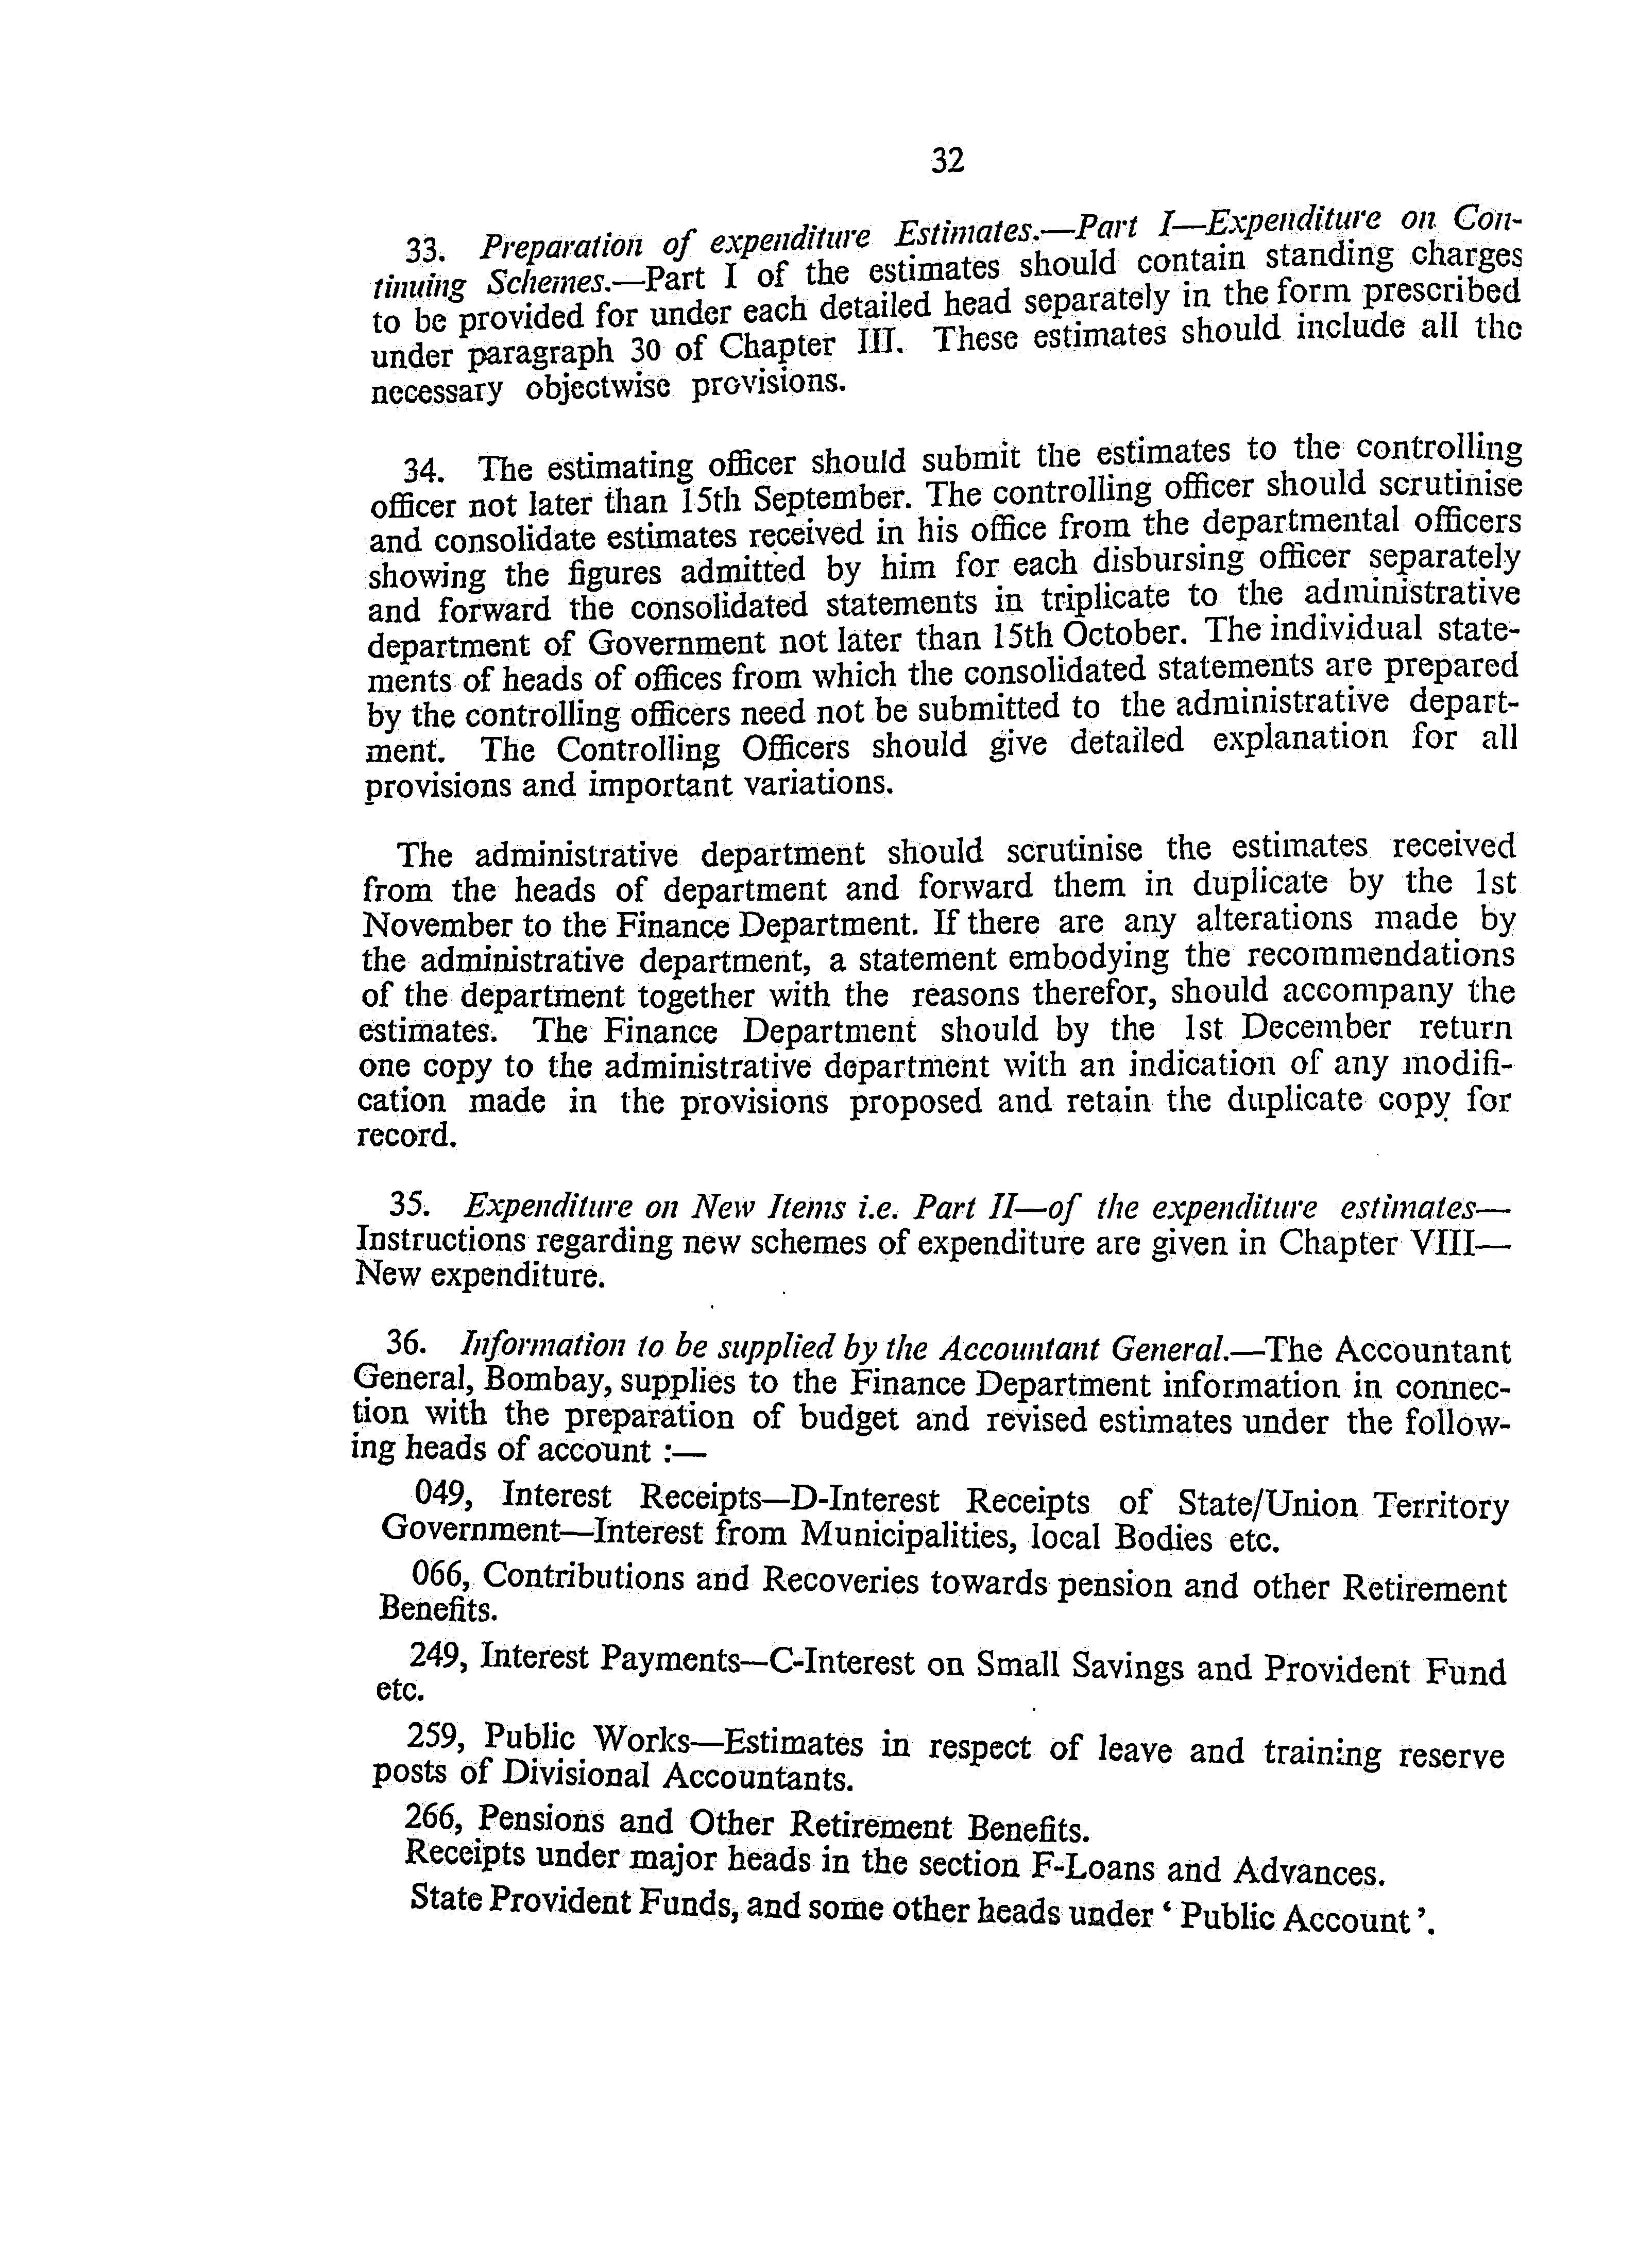 32
33. Preparation of expenditure Estimates.—Part I—Expenditure on Con-
tinuing Schemes.—Part I of the estimates should contain standing charges
to be provided for under each detailed head separately in the form prescribed
under paragraph 30 of Chapter III. These estimates should include all the
necessary objectwise provisions.
34. The estimating officer should submit the estimates to the controlling
officer not later than 15th September. The controlling officer should scrutinise
and consolidate estimates received in his office from the departmental officers
showing the figures admitted by him for each disbursing officer separately
and forward the consolidated statements in triplicate to the administrative
department of Government not later than 15th October. The individual state-
ments of heads of offices from which the consolidated statements are prepared
by the controlling officers need not be submitted to the administrative depart-
ment. The Controlling Officers should give detailed explanation for all
provisions and important variations.
The administrative department should scrutinise the estimates received
from the heads of department and forward them in duplicate by the 1st
November to the Finance Department. If there are any alterations made by
the administrative department, a statement embodying the recommendations
of the department together with the reasons therefor, should accompany the
estimates. The Finance Department should by the 1st December return
one copy to the administrative department with an indication of any modifi-
cation made in the provisions proposed and retain the duplicate copy for
record.
35. Expenditure on New Items i.e. Part II—of the expenditure estimates—
Instructions regarding new schemes of expenditure are given in Chapter VIII—
New expenditure.
36. Information to be supplied by the Accountant General.—The Accountant
General, Bombay, supplies to the Finance Department information in connec-
tion with the preparation of budget and revised estimates under the follow-
ing heads of account :—
049, Interest Receipts—D-Interest Receipts of State/Union Territory
Government—Interest from Municipalities, local Bodies etc.
066, Contributions and Recoveries towards pension and other Retirement
Benefits.
249, Interest Payments—C-Interest on Small Savings and Provident Fund
etc.
259, Public Works—Estimates in respect of leave and training reserve
posts of Divisional Accountants.
266, Pensions and Other Retirement Benefits.
Receipts under major heads in the section F-Loans and Advances.
State Provident Funds, and some other heads under ‘ Public Account ’.